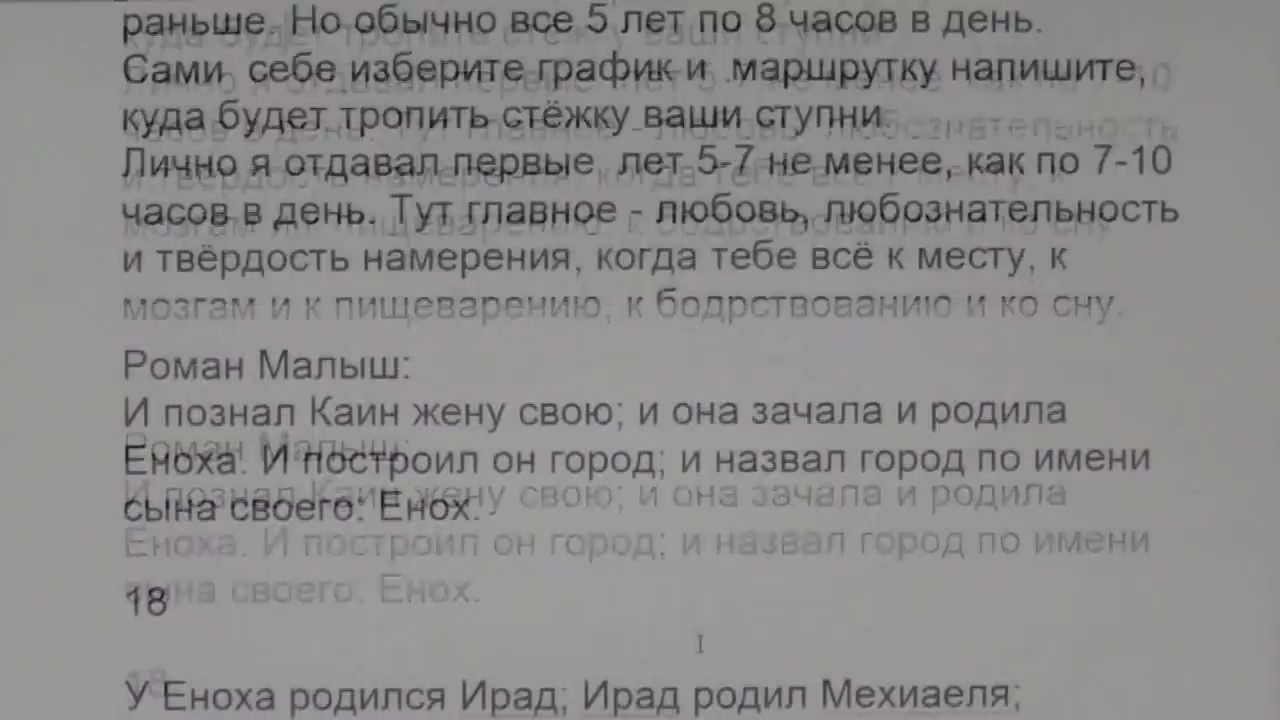 раньше. Но обычно все 5 лет по 8 часов в день.
Сами себе изберите график и маршрутку напишите,
куда будет тропить стёжку ваши ступни.
Лично я отдавал первые лет 5-7 не менее, как по 7-10
часов в день. Тут главное - любовь, любознательность
и твёрдость намерения, когда тебе всё к месту, к
мозгам и к пищеварению, к бодрствованию и ко сну.
Роман Малыш:
И познал Каин жену свою; и она зачала и родила
Еноха. И построил он город; и назвал город по имени
сына своего: Енох.
18
У Еноха родился Ирад; Ирад родил Мехиаеля;